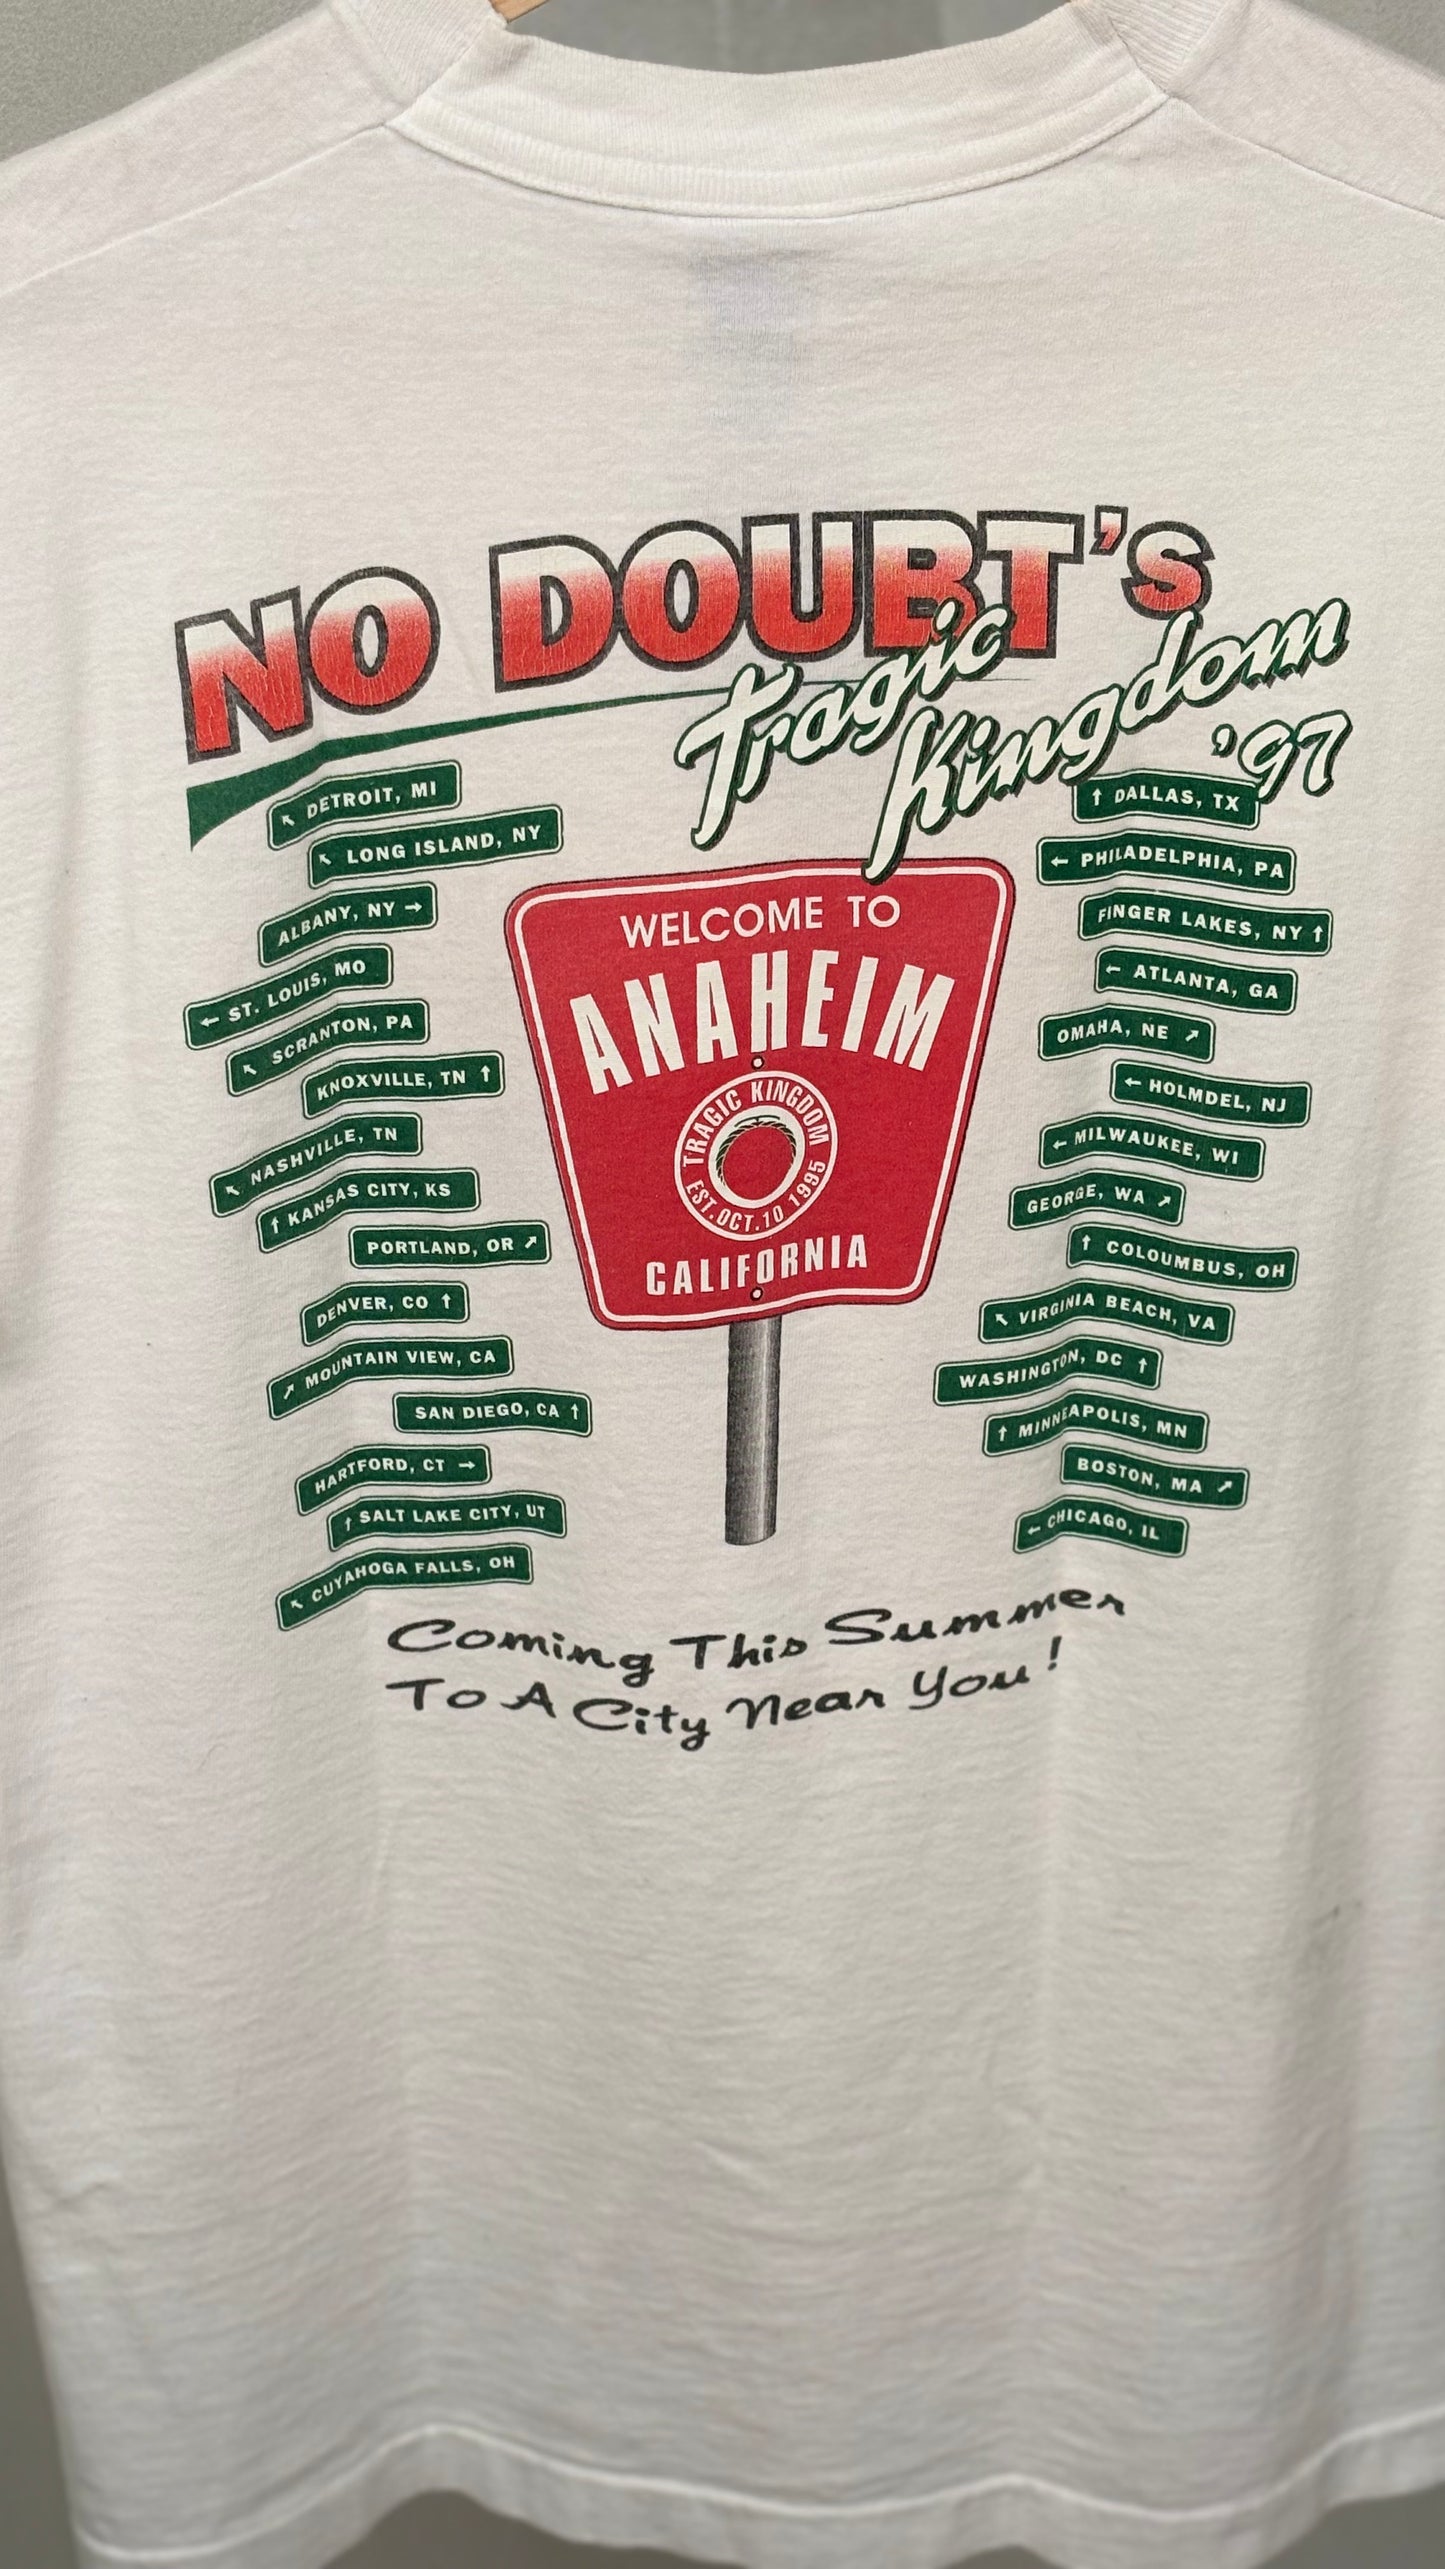 NO DOUBT'S
Tragic
Kingdom
'97
↖ DETROIT, MI
↖ LONG ISLAND, NY
ALBANY, NY →
← ST. LOUIS, MO
↖ SCRANTON, PA
KNOXVILLE, TN ↑
↖ NASHVILLE, TN
↑ KANSAS CITY, KS
PORTLAND, OR ↗
DENVER, CO ↑
↗ MOUNTAIN VIEW, CA
SAN DIEGO, CA ↑
HARTFORD, CT →
↑ SALT LAKE CITY, UT
↖ CUYAHOGA FALLS, OH
WELCOME TO
ANAHEIM
TRAGIC KINGDOM
EST. OCT. 10 1995
CALIFORNIA
↑ DALLAS, TX
← PHILADELPHIA, PA
FINGER LAKES, NY ↑
← ATLANTA, GA
OMAHA, NE ↗
← HOLMDEL, NJ
← MILWAUKEE, WI
GEORGE, WA ↗
↑ COLOUMBUS, OH
↖ VIRGINIA BEACH, VA
WASHINGTON, DC ↑
↑ MINNEAPOLIS, MN
BOSTON, MA ↗
← CHICAGO, IL
Coming This Summer
To A City Near You!